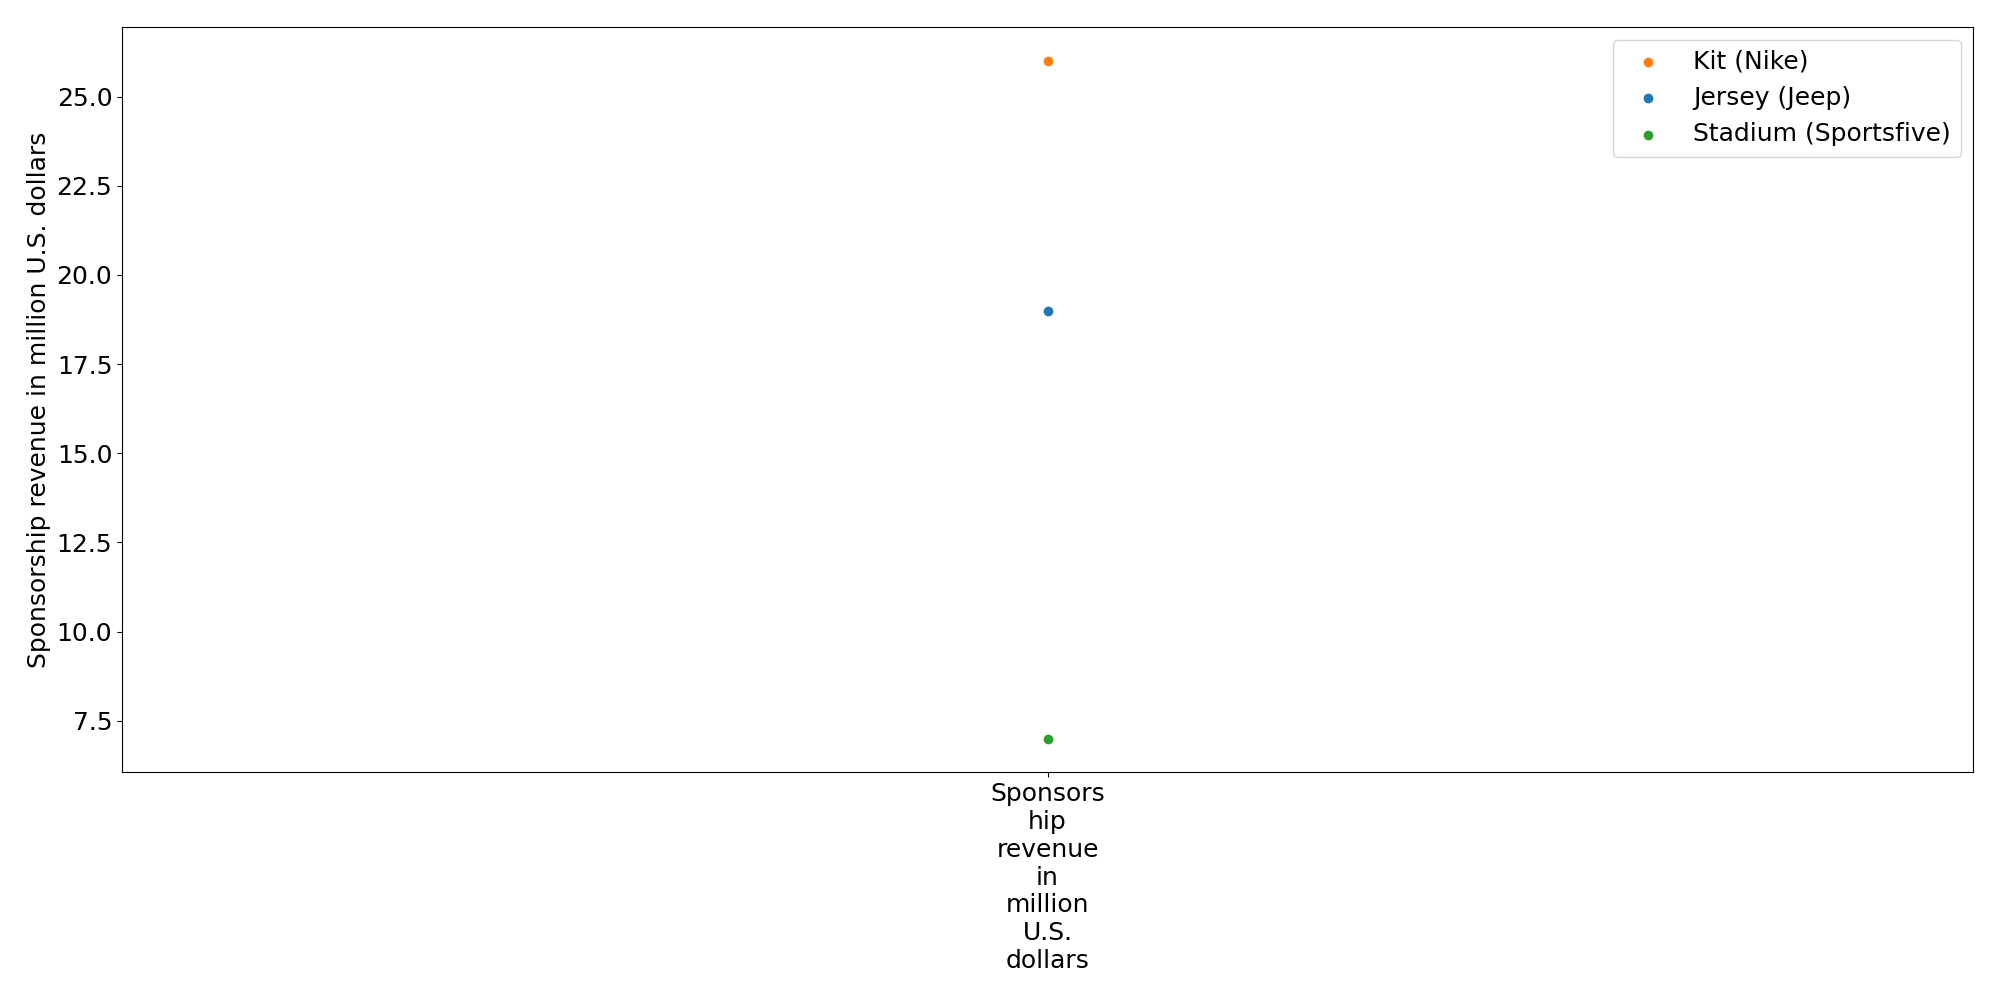 Sponsorship revenue in million U.S. dollars
25.0
22.5
20.0
17.5
15.0
12.5
10.0
7.5
Kit (Nike)
Jersey (Jeep)
Stadium (Sportsfive)
Sponsors
hip
revenue
in
million
U.S.
dollars